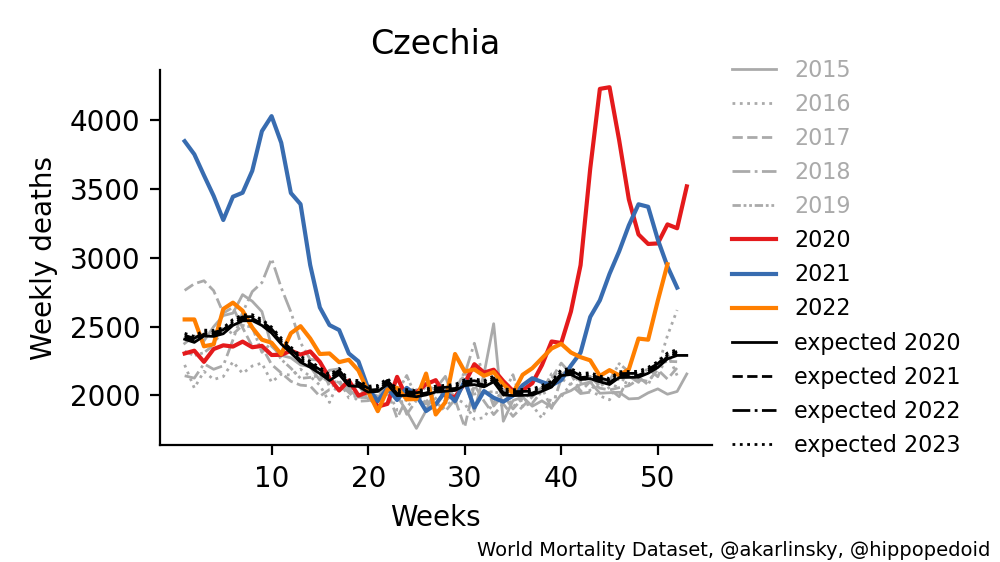 Czechia
4000
3500
3000
2500
2000
Weekly deaths
10
20
30
40
50
Weeks
2015
2016
2017
2018
2019
2020
2021
2022
expected 2020
expected 2021
expected 2022
expected 2023
World Mortality Dataset, @akarlinsky, @hippopedoid